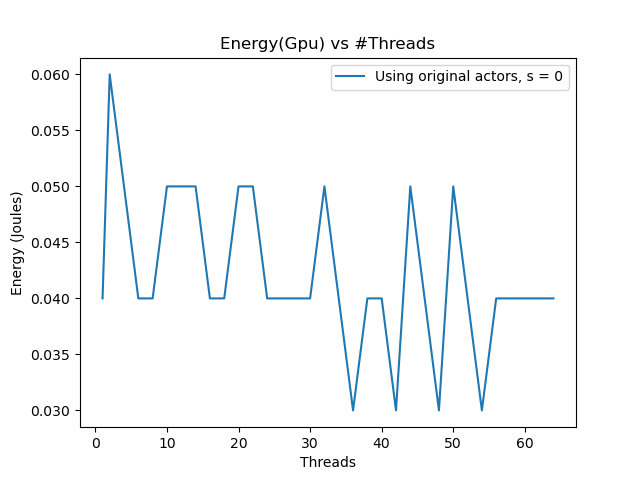 Energy(Gpu) vs #Threads
Using original actors, s = 0
Energy (Joules)
0.060
0.055
0.050
0.045
0.040
0.035
0.030
0 10 20 30 40 50 60
Threads